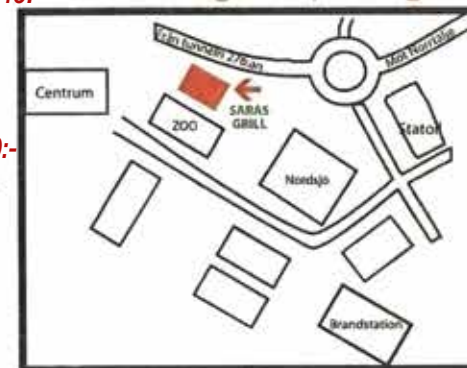 Från tunneln 276:an
Mot Norrtälje
Centrum
SARAS
GRILL
ZOO
Statoil
Nordsjö
Brandstation